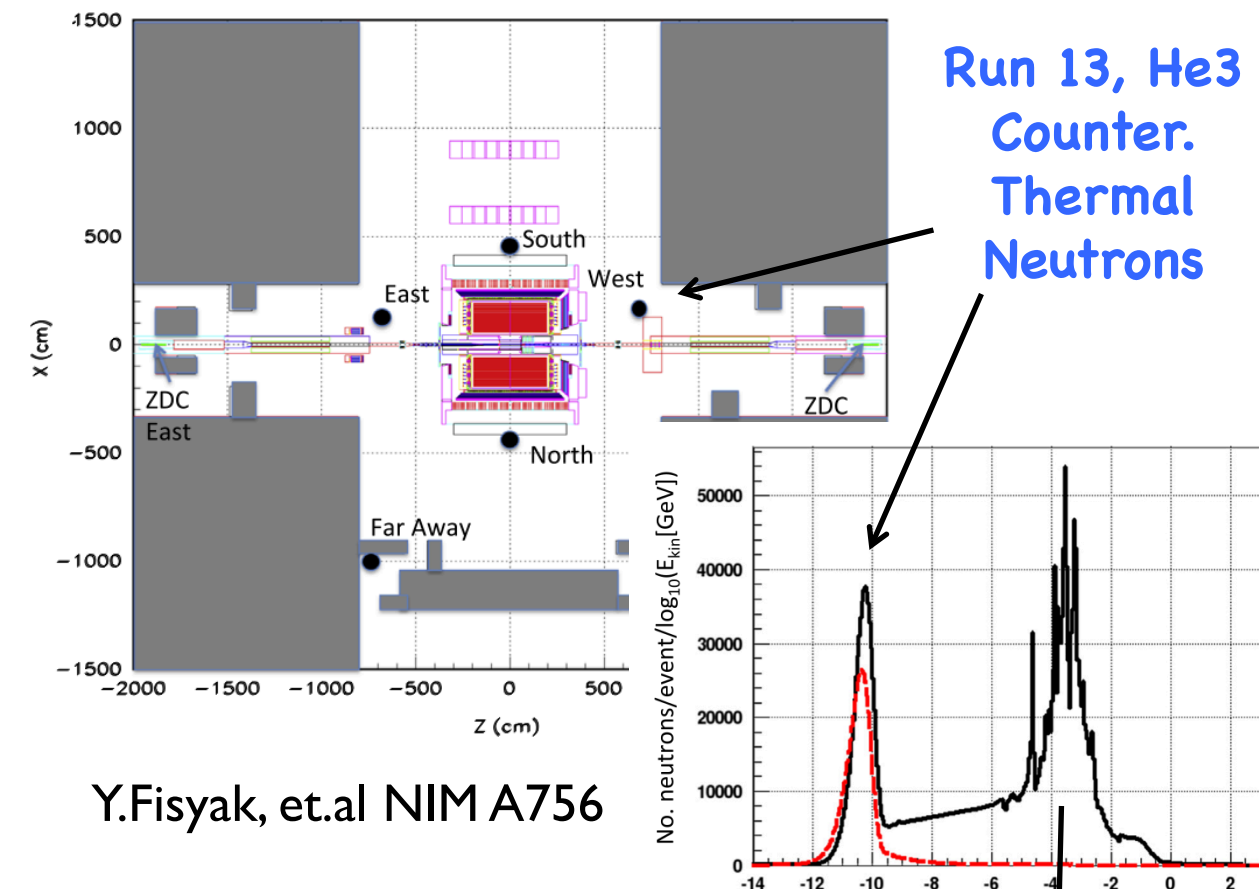 Run 13, He3
Counter.
Thermal
Neutrons
1500
1000
500
0
−500
−1000
−1500
X (cm)
−2000 −1500 −1000 −500 0 500
Z (cm)
South
West
East
ZDC
East
ZDC
North
Far Away
No. neutrons/event/log10(Ekin[GeV])
50000
40000
30000
20000
10000
0
-14 -12 -10 -8 -6 -4 -2 0 2
Y.Fisyak, et.al NIM A756